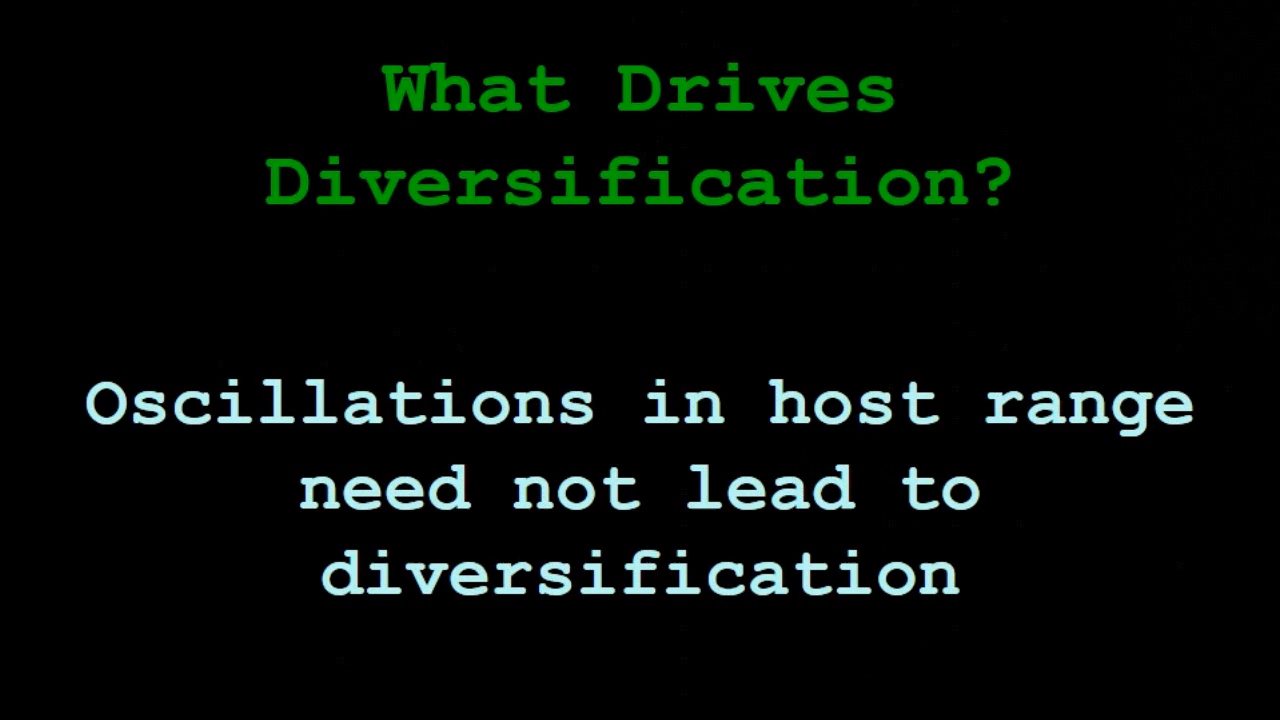 What Drives
Diversification?
Oscillations in host range
need not lead to
diversification